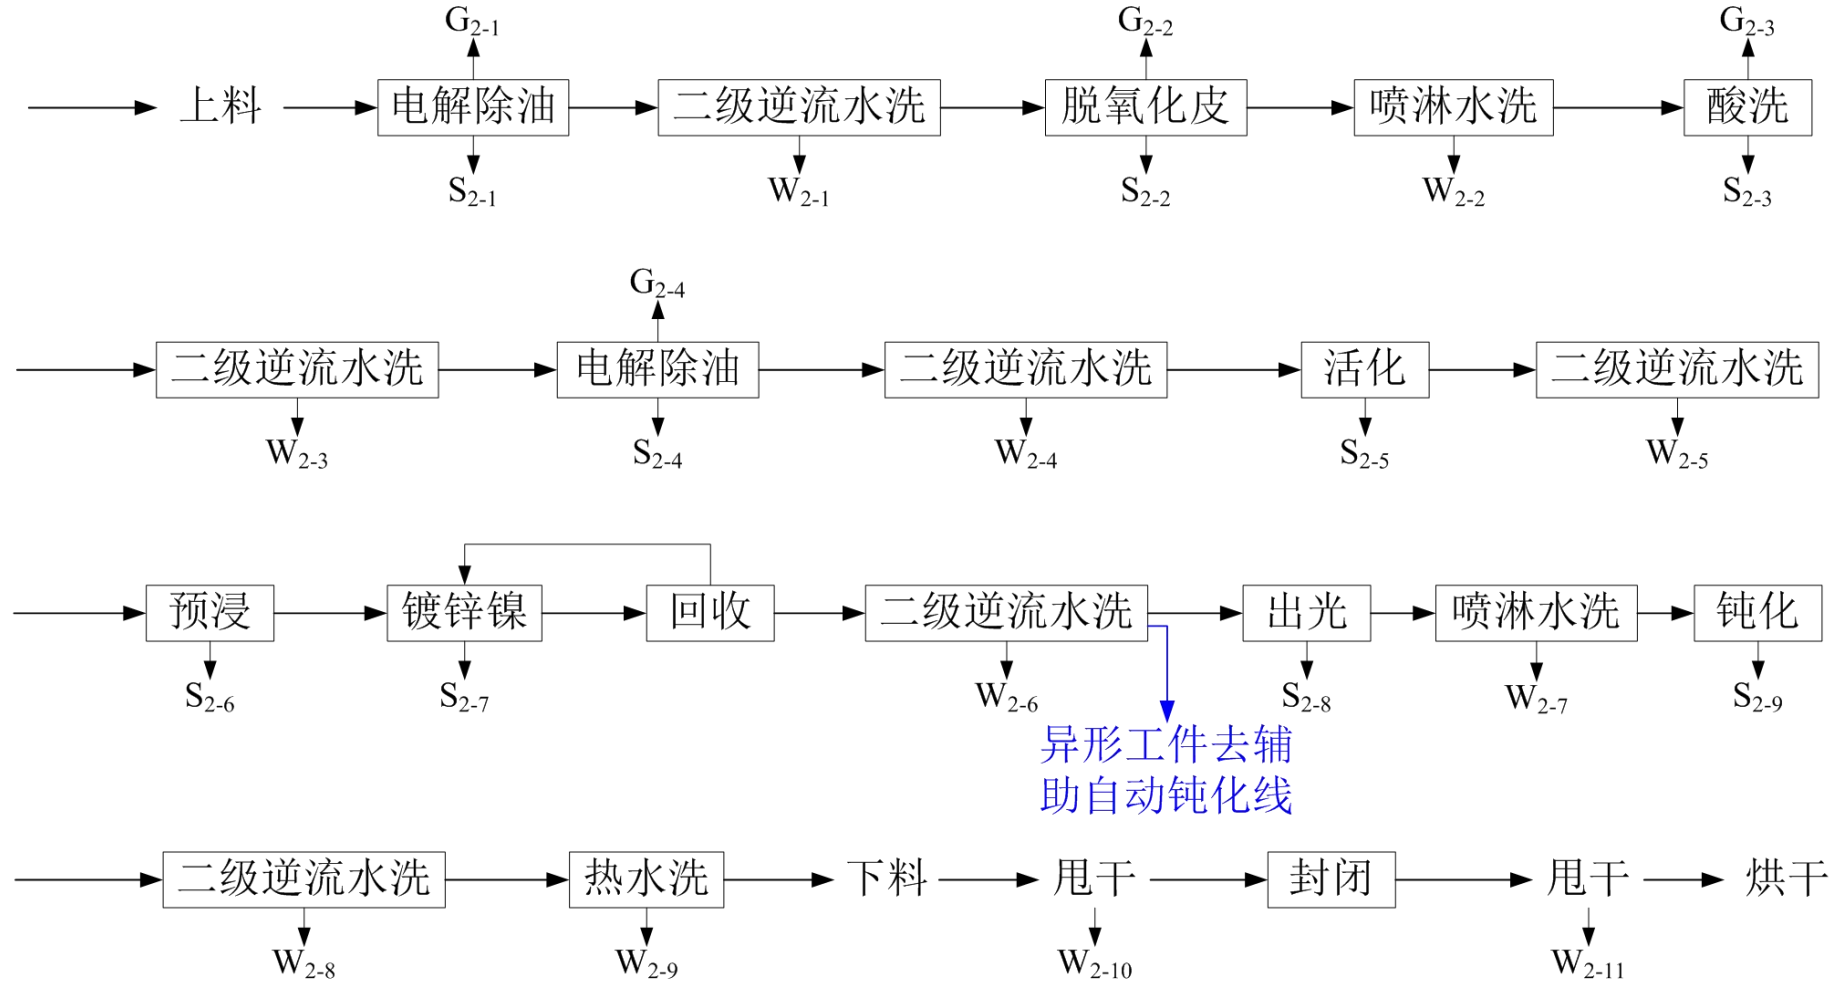 G2-1 G2-2 G2-3
上料 电解除油 二级逆流水洗 脱氧化皮 喷淋水洗 酸洗
S2-1 W2-1 S2-2 W2-2 S2-3
G2-4
二级逆流水洗 电解除油 二级逆流水洗 活化 二级逆流水洗
W2-3 S2-4 W2-4 S2-5 W2-5
预浸 镀锌镍 回收 二级逆流水洗 出光 喷淋水洗 钝化
S2-6 S2-7 W2-6 S2-8 W2-7 S2-9
异形工件去辅
助自动钝化线
二级逆流水洗 热水洗 下料 甩干 封闭 甩干 烘干
W2-8 W2-9 W2-10 W2-11